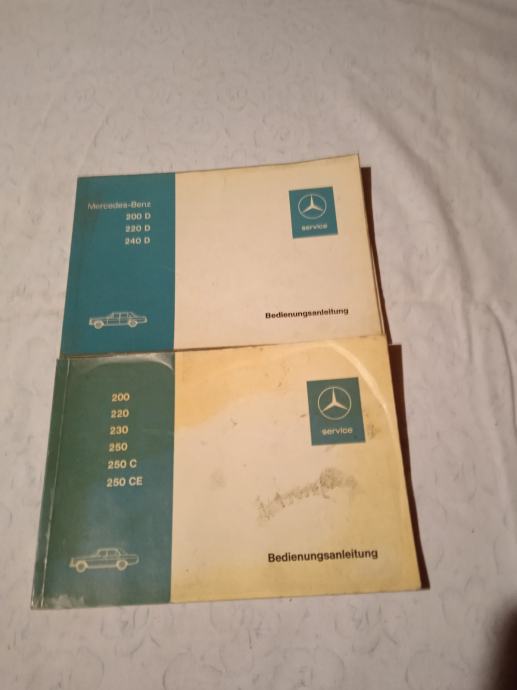 Mercedes-Benz
200 D
220 D
240 D
service
Bedienungsanleitung
200
220
230
250
250 C
250 CE
service
Bedienungsanleitung